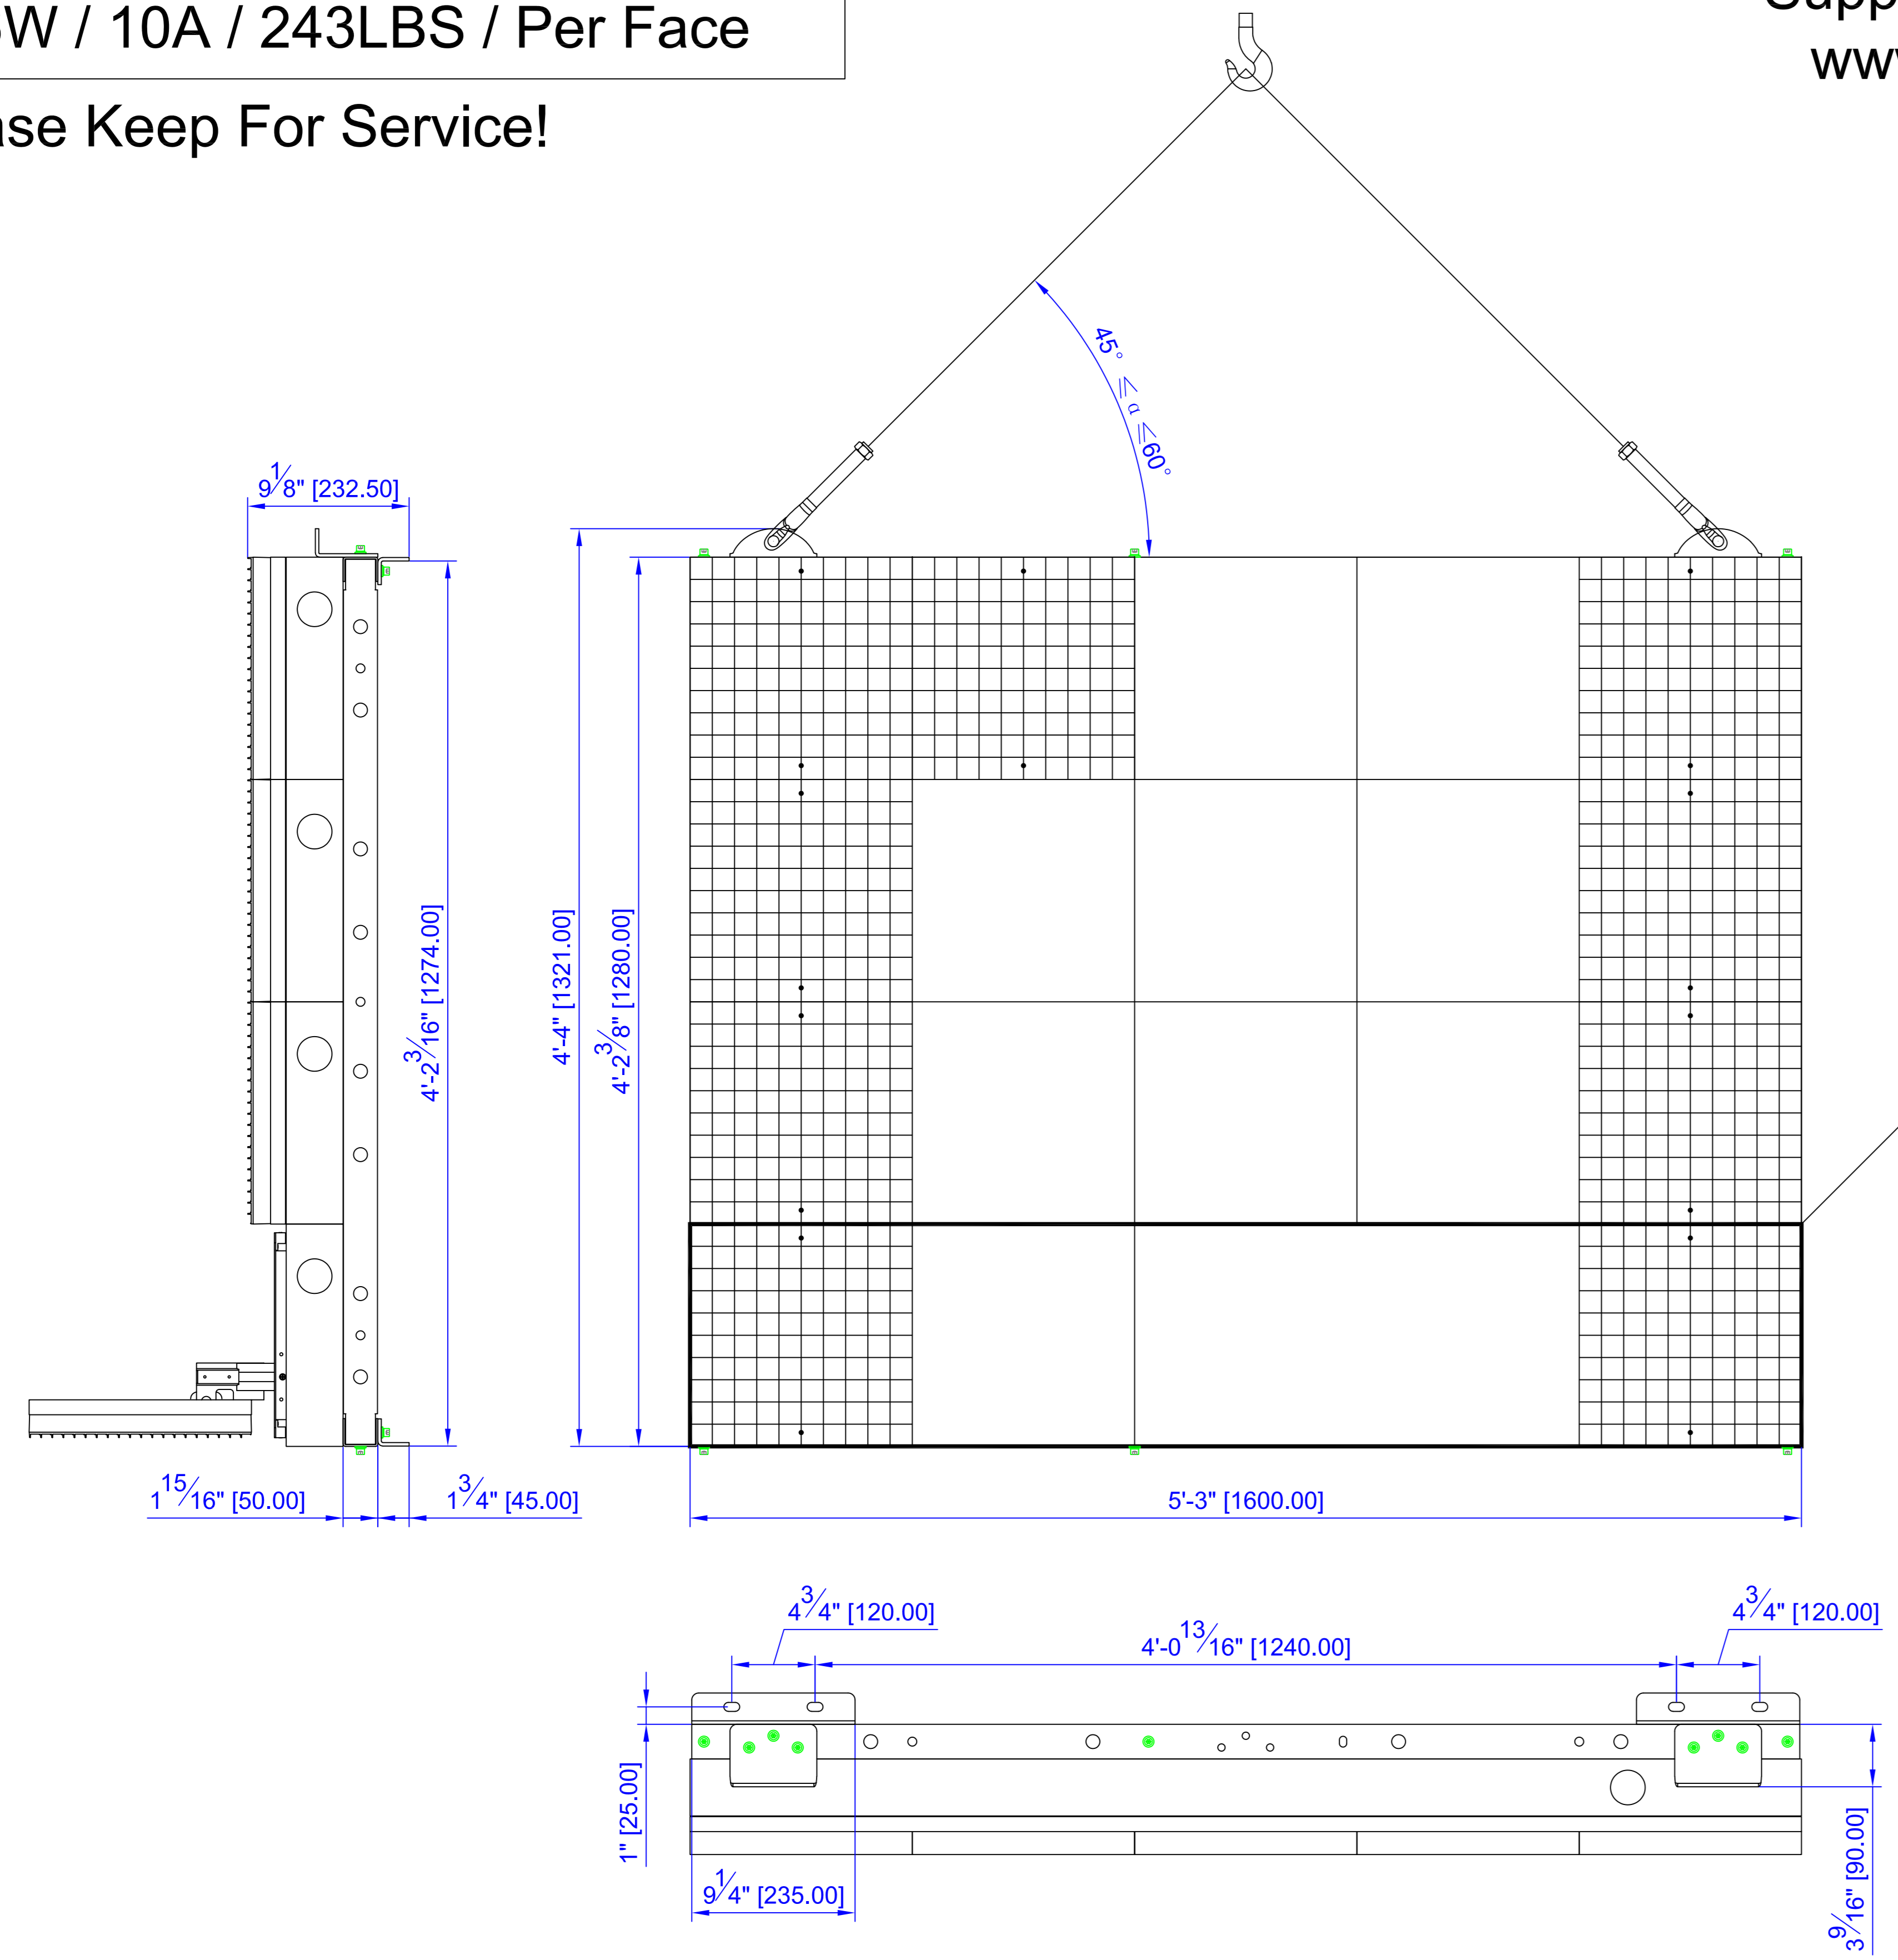 W / 10A / 243LBS / Per Face
ase Keep For Service!
Supp
www
45° ≤ α ≤60°
9 1/8" [232.50]
4'-2 3/16" [1274.00]
4'-4" [1321.00]
4'-2 3/8" [1280.00]
1 15/16" [50.00]
1 3/4" [45.00]
5'-3" [1600.00]
4 3/4" [120.00]
4'-0 13/16" [1240.00]
4 3/4" [120.00]
1" [25.00]
9 1/4" [235.00]
3 9/16" [90.00]